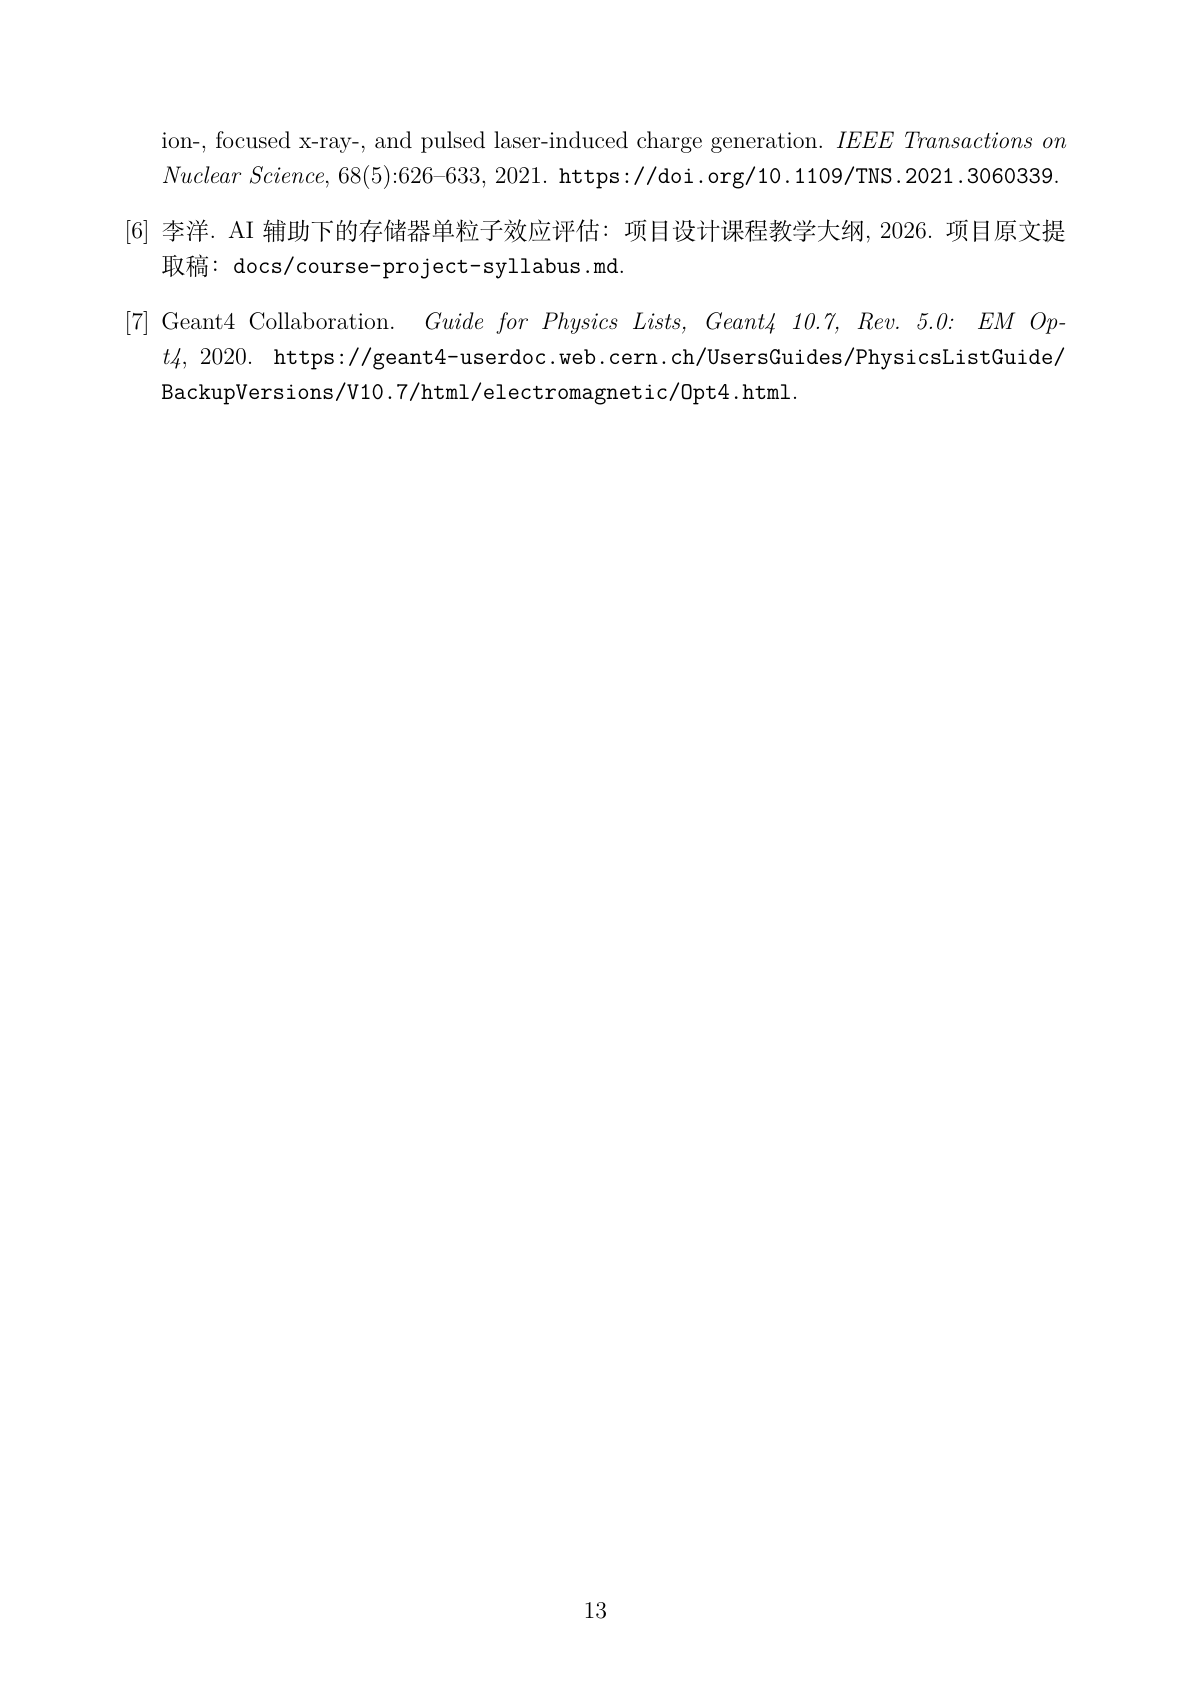 ion-, focused x-ray-, and pulsed laser-induced charge generation. IEEE Transactions on
Nuclear Science, 68(5):626–633, 2021. https://doi.org/10.1109/TNS.2021.3060339.
[6] 李洋. AI 辅助下的存储器单粒子效应评估：项目设计课程教学大纲, 2026. 项目原文提
取稿：docs/course-project-syllabus.md.
[7] Geant4 Collaboration. Guide for Physics Lists, Geant4 10.7, Rev. 5.0: EM Op-
t4, 2020. https://geant4-userdoc.web.cern.ch/UsersGuides/PhysicsListGuide/
BackupVersions/V10.7/html/electromagnetic/Opt4.html.
13